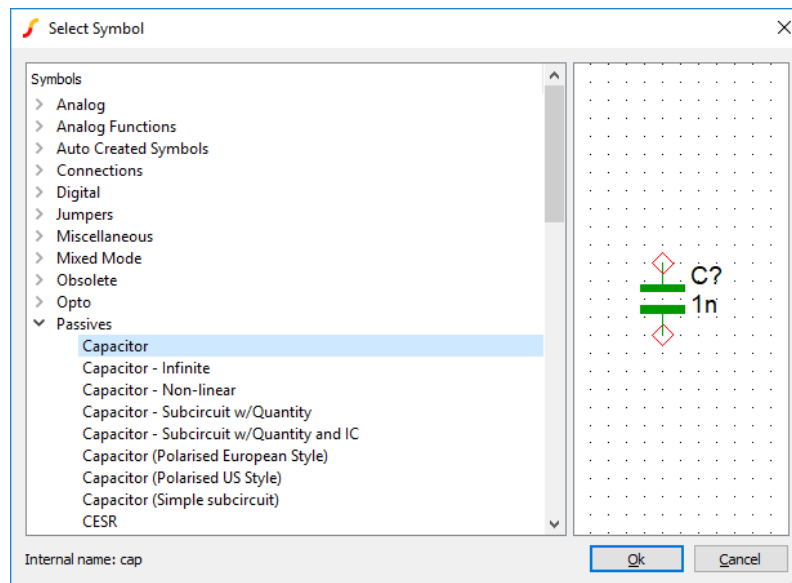 Select Symbol
Symbols
Analog
Analog Functions
Auto Created Symbols
Connections
Digital
Jumpers
Miscellaneous
Mixed Mode
Obsolete
Opto
Passives
Capacitor
Capacitor - Infinite
Capacitor - Non-linear
Capacitor - Subcircuit w/Quantity
Capacitor - Subcircuit w/Quantity and IC
Capacitor (Polarised European Style)
Capacitor (Polarised US Style)
Capacitor (Simple subcircuit)
CESR
C?
1n
Internal name: cap
Ok
Cancel